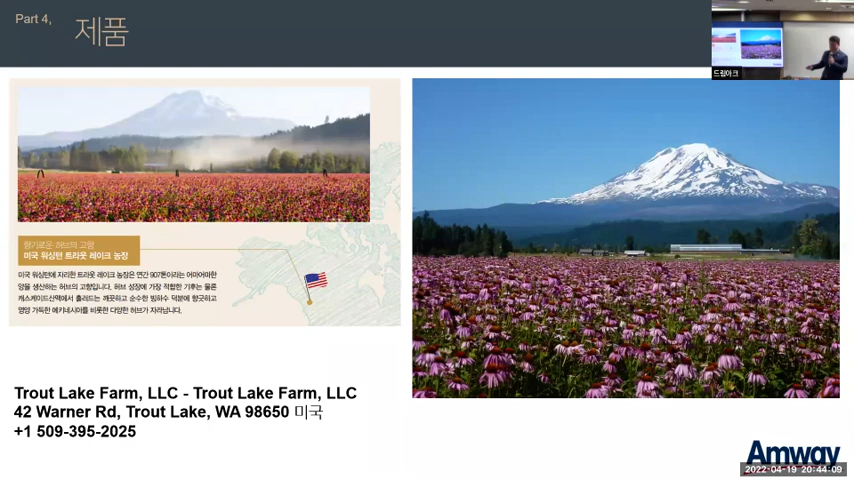 Part 4,
제품
드림아크
향기로운 허브의 고향
미국 워싱턴 트라웃 레이크 농장
미국 워싱턴에 자리한 트라웃 레이크 농장은 연간 907톤이라는 어마어마한
양을 생산하는 허브의 고향입니다. 허브 성장에 가장 적합한 기후는 물론
캐스케이드산맥에서 흘러드는 깨끗하고 순수한 빙하수 덕분에 향긋하고
영양 가득한 에키네시아를 비롯한 다양한 허브가 자라납니다.
Trout Lake Farm, LLC - Trout Lake Farm, LLC
42 Warner Rd, Trout Lake, WA 98650 미국
+1 509-395-2025
Amway
2022-04-19 20:44:09